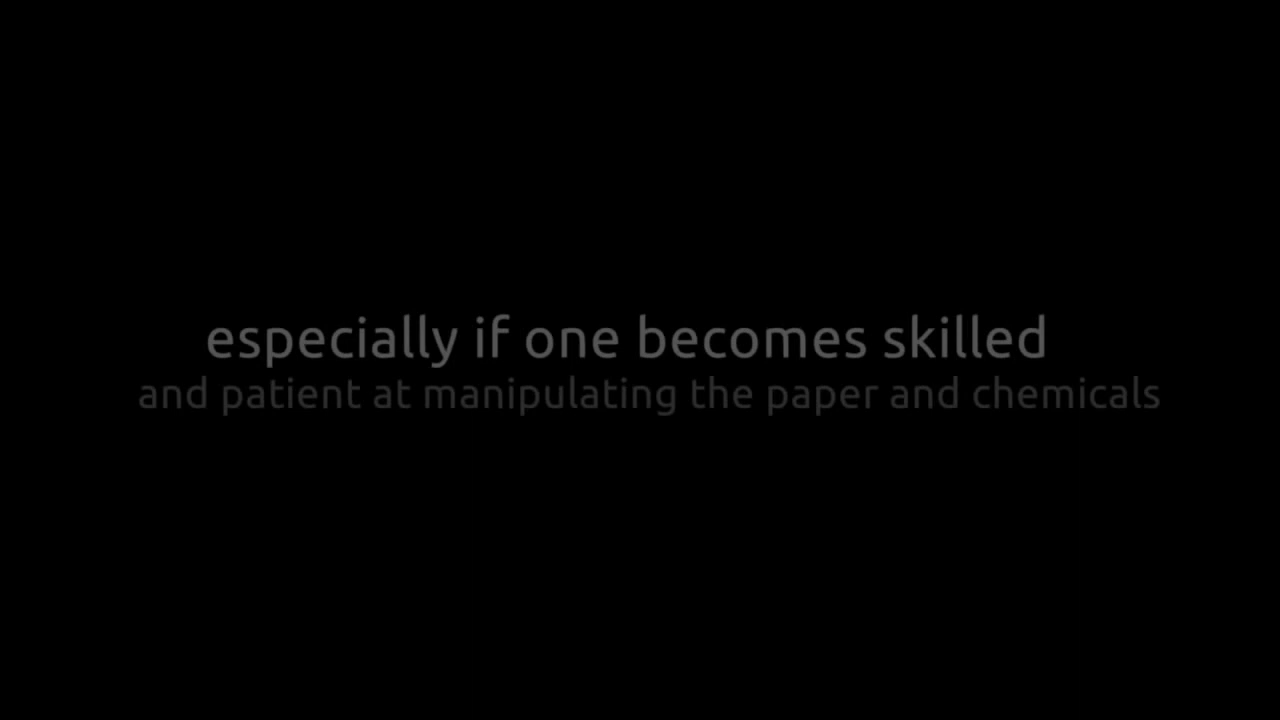 especially if one becomes skilled
and patient at manipulating the paper and chemicals